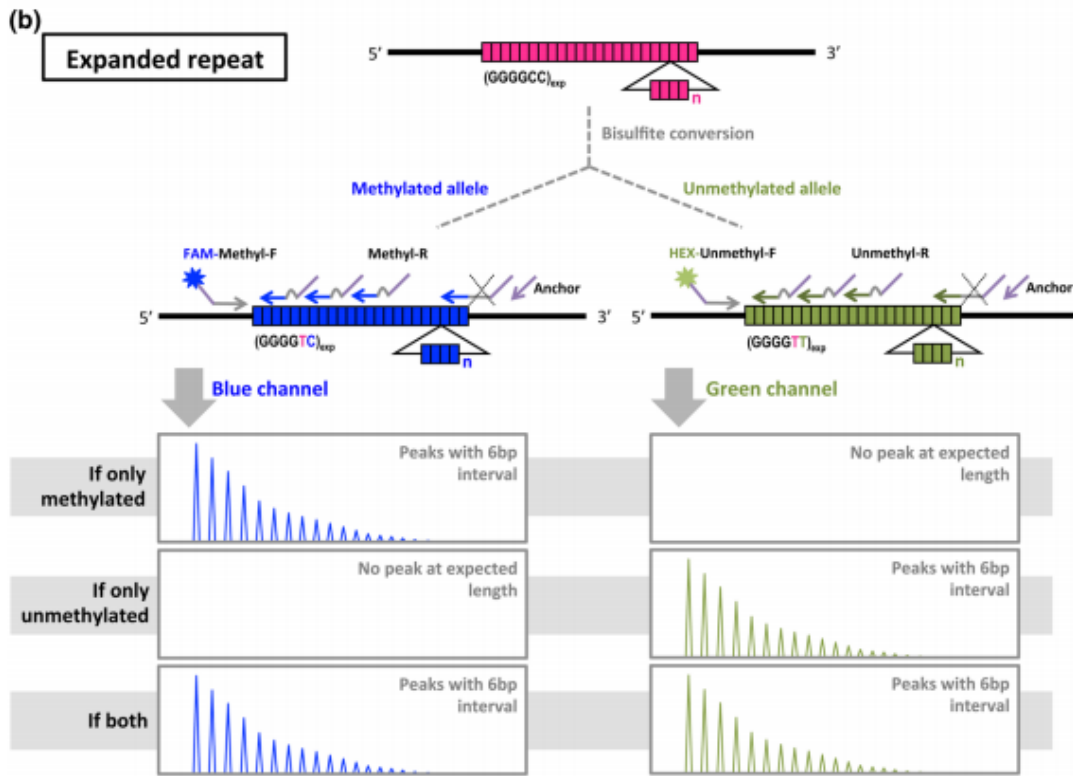 (b)
Expanded repeat
5’ 3’
(GGGGCC)exp
n
Bisulfite conversion
Methylated allele Unmethylated allele
FAM-Methyl-F Methyl-R HEX-Unmethyl-F Unmethyl-R
Anchor Anchor
5’ 3’ 5’
(GGGGTC)exp (GGGGTT)exp
n n
Blue channel Green channel
If only
methylated
Peaks with 6bp
interval
No peak at expected
length
If only
unmethylated
No peak at expected
length
Peaks with 6bp
interval
If both
Peaks with 6bp
interval
Peaks with 6bp
interval